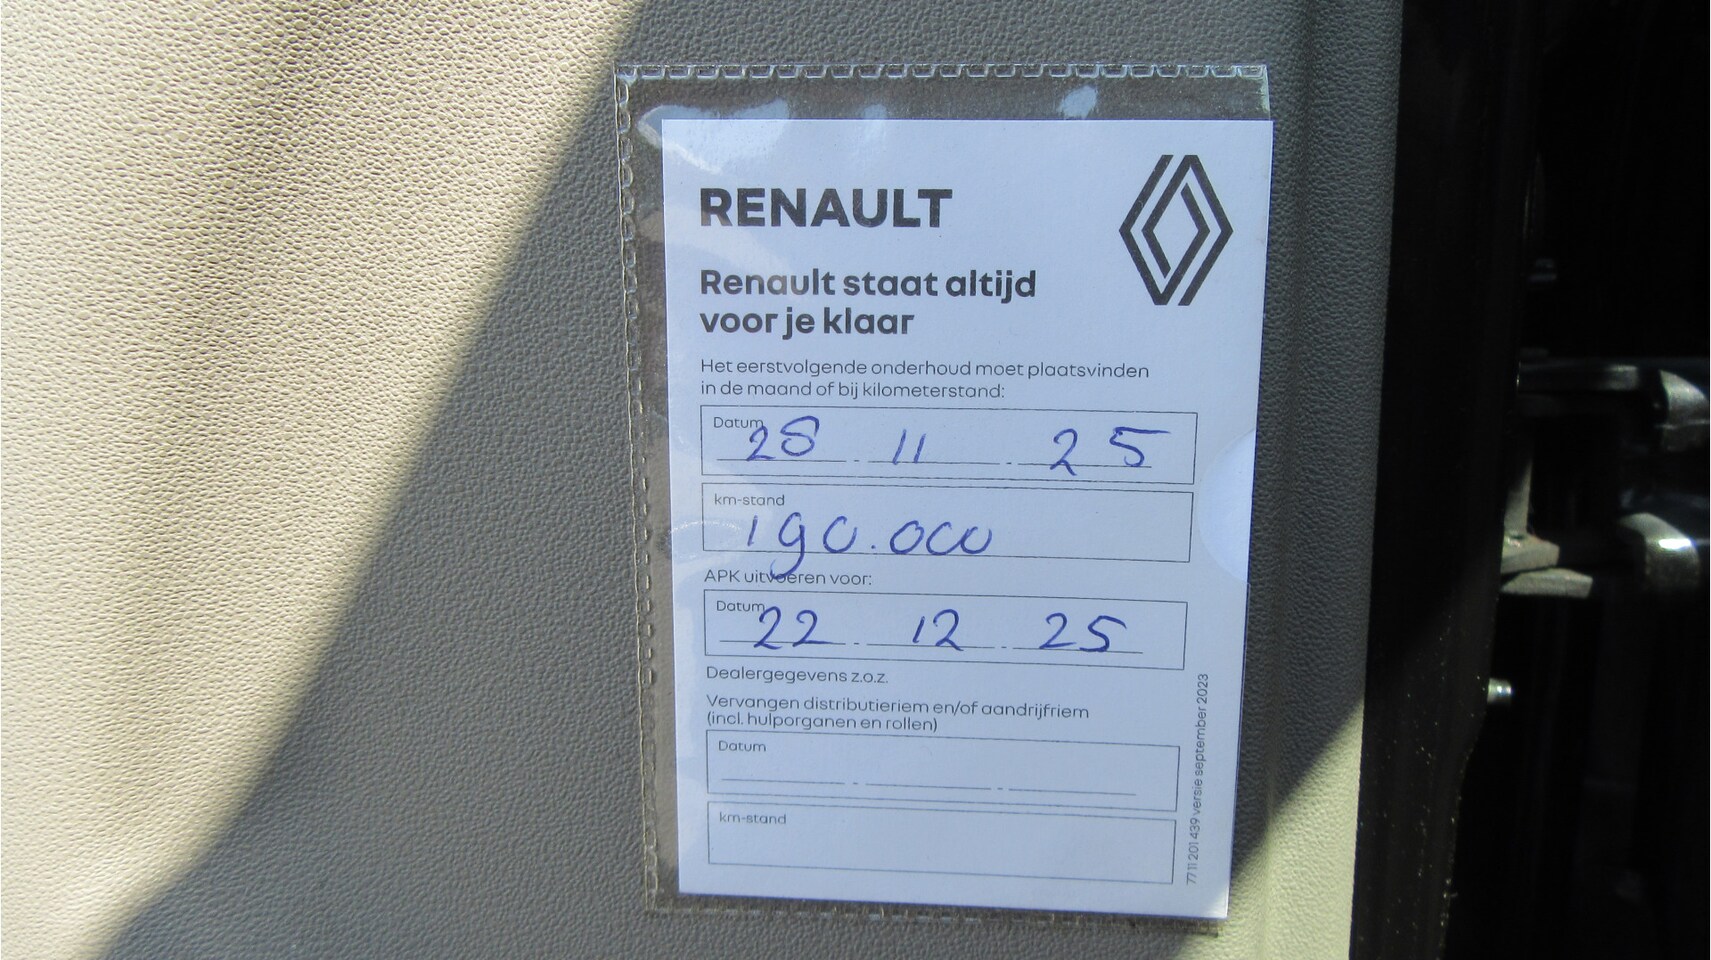 RENAULT
Renault staat altijd
voor je klaar
Het eerstvolgende onderhoud moet plaatsvinden
in de maand of bij kilometerstand:
Datum
28 . 11 . 25
km-stand
190.000
APK uitvoeren voor:
Datum
22 . 12 . 25
Dealergegevens z.o.z.
Vervangen distributieriem en/of aandrijfriem
(incl. hulporganen en rollen)
Datum
km-stand
77 11 201 439 versie september 2023